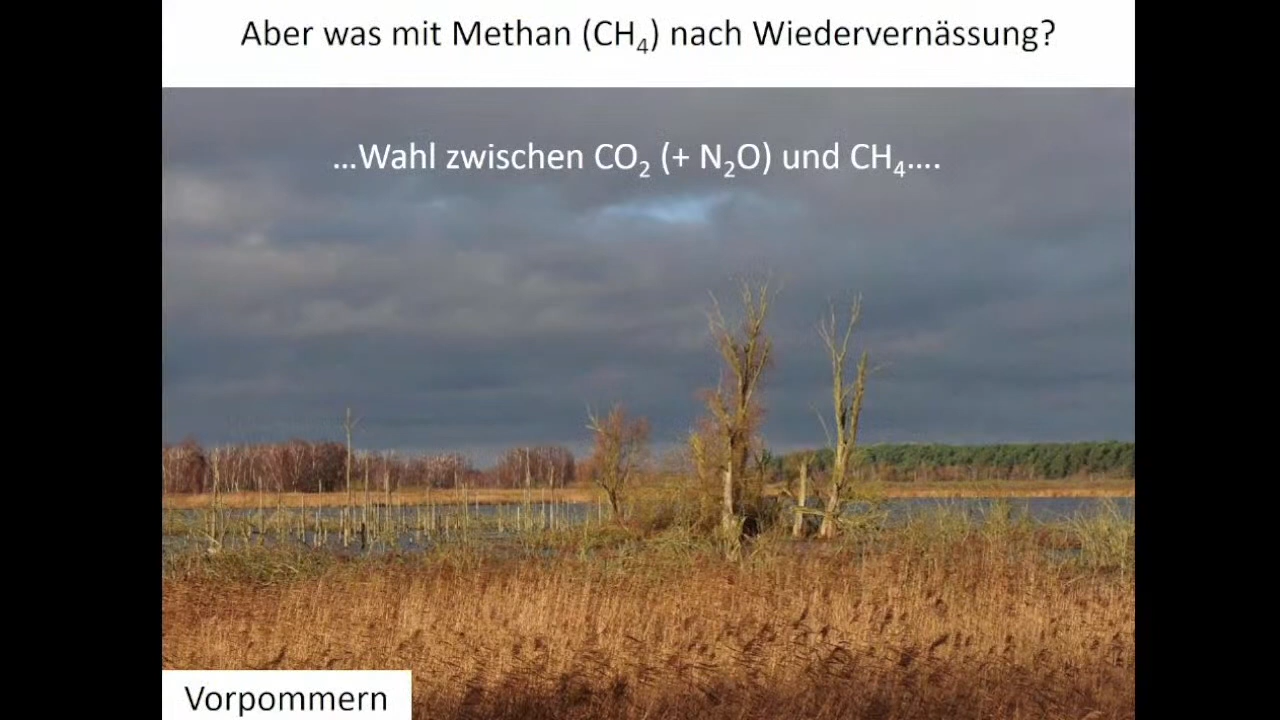 Aber was mit Methan (CH₄) nach Wiedervernässung?
…Wahl zwischen CO₂ (+ N₂O) und CH₄….
Vorpommern